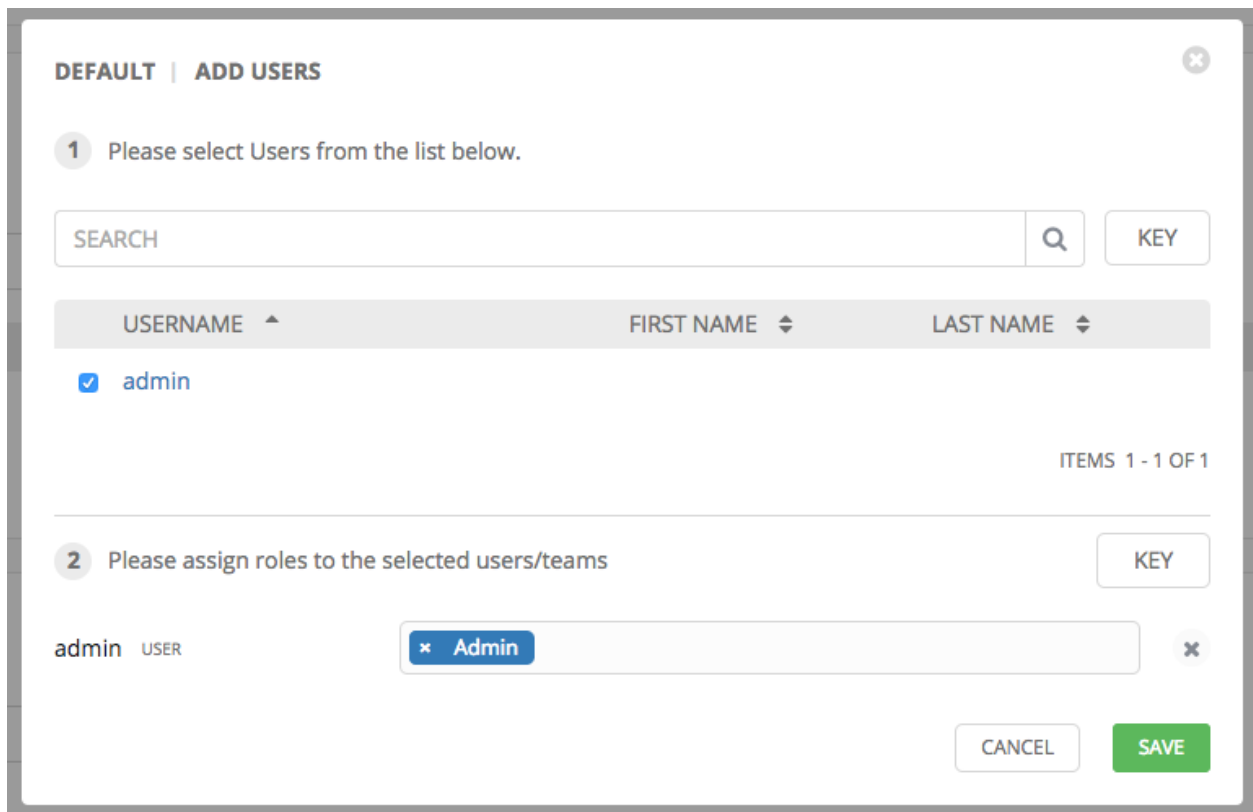 DEFAULT | ADD USERS
1 Please select Users from the list below.
SEARCH KEY
USERNAME FIRST NAME LAST NAME
admin
ITEMS 1 - 1 OF 1
2 Please assign roles to the selected users/teams KEY
admin USER × Admin
CANCEL SAVE